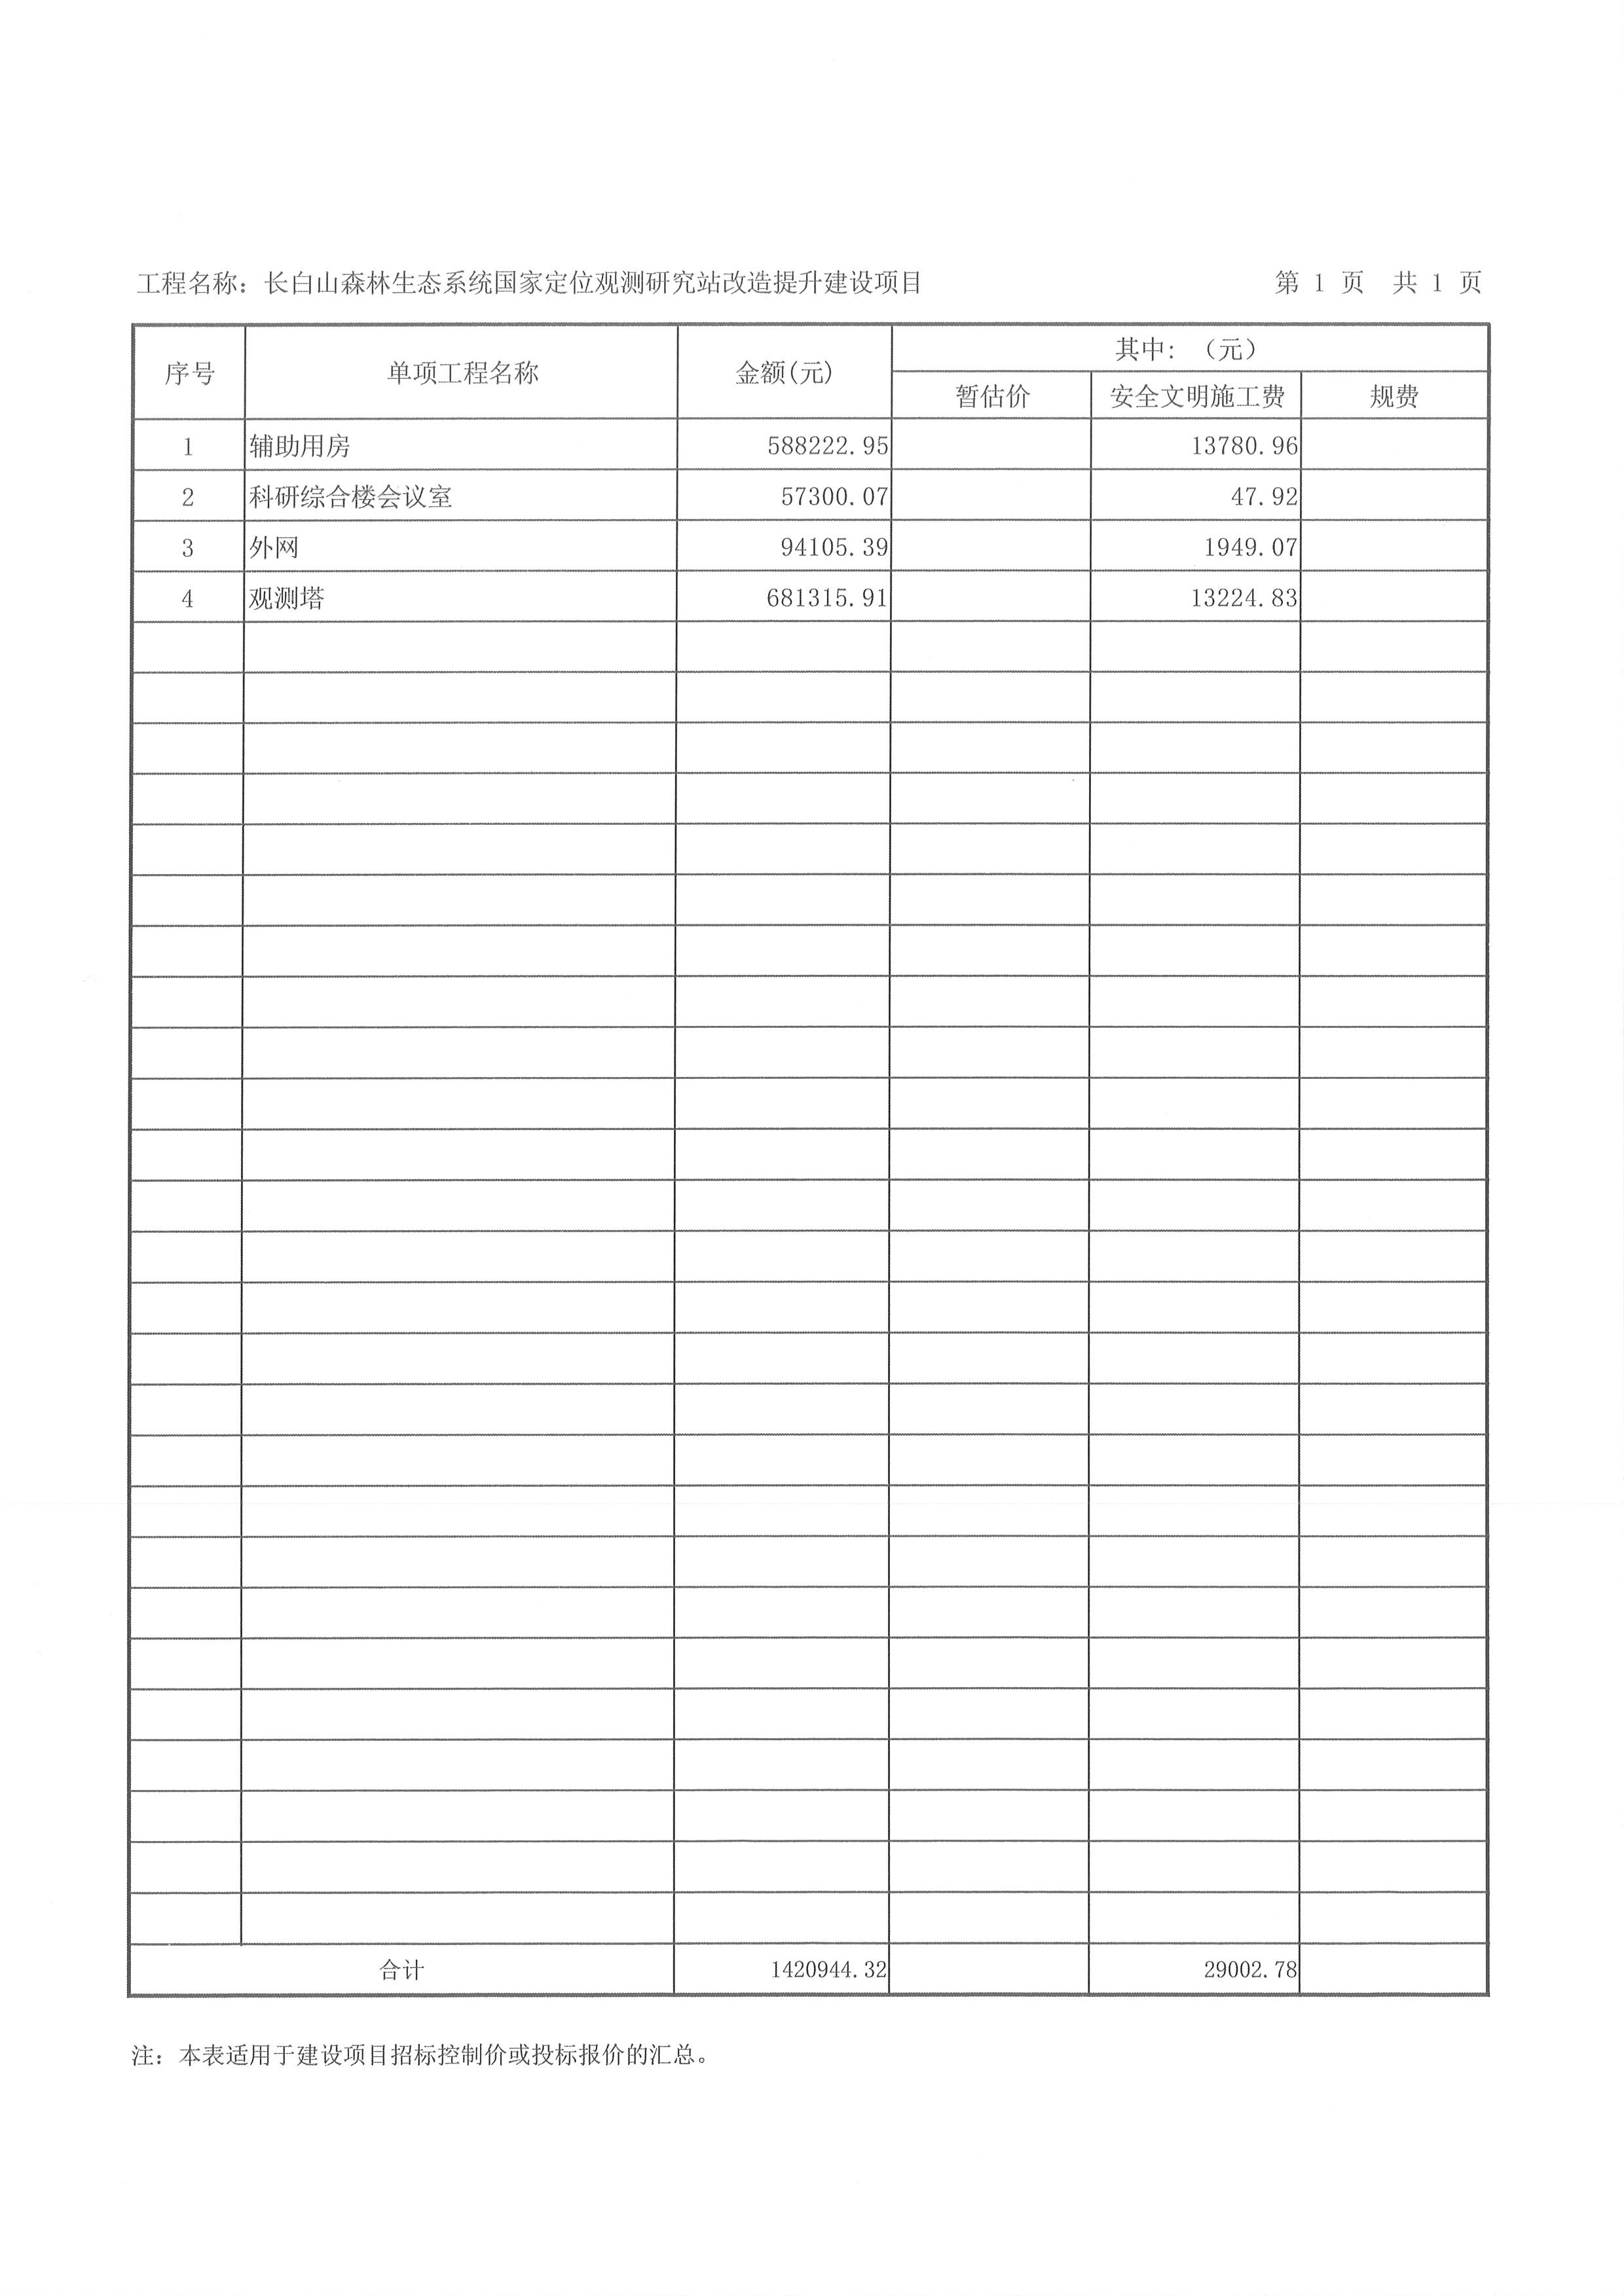 工程名称：长白山森林生态系统国家定位观测研究站改造提升建设项目 第 1 页 共 1 页
序号 单项工程名称 金额(元) 其中：（元）
暂估价 安全文明施工费 规费
1 辅助用房 588222.95 13780.96
2 科研综合楼会议室 57300.07 47.92
3 外网 94105.39 1949.07
4 观测塔 681315.91 13224.83
合计 1420944.32 29002.78
注：本表适用于建设项目招标控制价或投标报价的汇总。